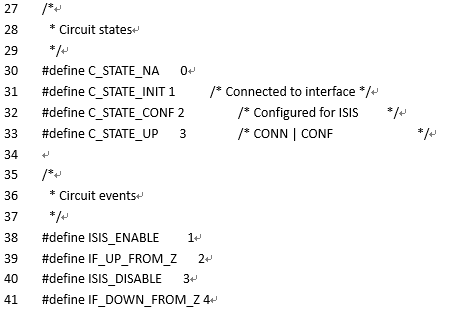 27 /*↵
28 * Circuit states
29 */↵
30 #define C_STATE_NA 0↵
31 #define C_STATE_INIT 1 /* Connected to interface */↵
32 #define C_STATE_CONF 2 /* Configured for ISIS */↵
33 #define C_STATE_UP 3 /* CONN | CONF */↵
34 ↵
35 /*↵
36 * Circuit events↵
37 */↵
38 #define ISIS_ENABLE 1↵
39 #define IF_UP_FROM_Z 2↵
40 #define ISIS_DISABLE 3↵
41 #define IF_DOWN_FROM_Z 4↵